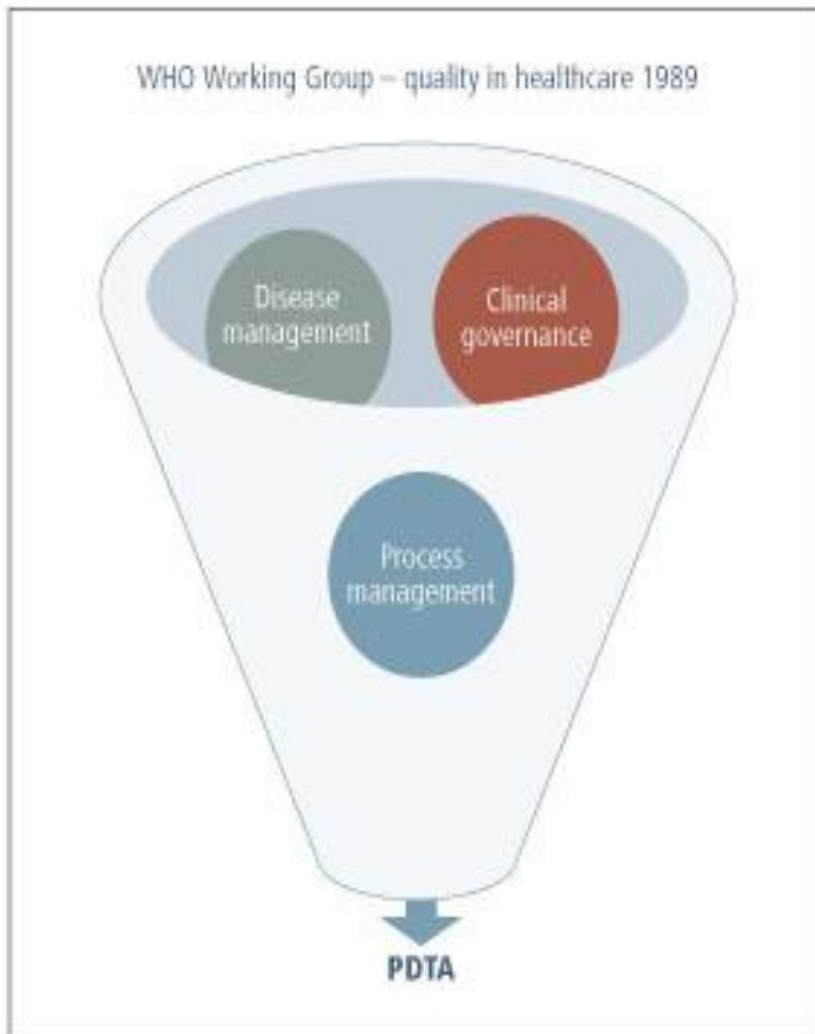 WHO Working Group – quality in healthcare 1989
Disease
management
Clinical
governance
Process
management
PDTA